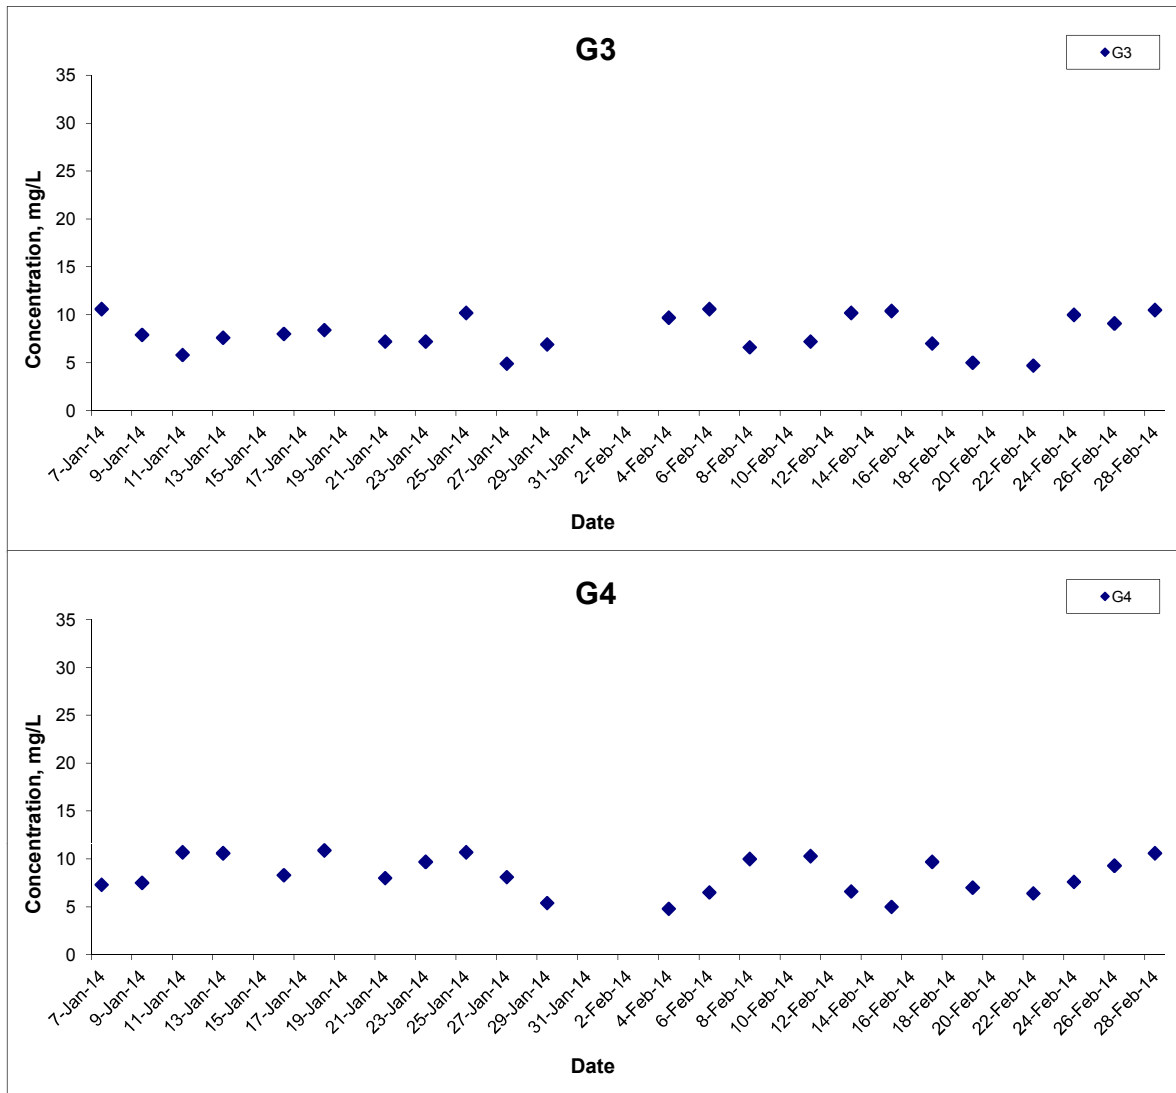 G3
G3
35
30
25
20
15
10
5
0
Concentration, mg/L
7-Jan-14
9-Jan-14
11-Jan-14
13-Jan-14
15-Jan-14
17-Jan-14
19-Jan-14
21-Jan-14
23-Jan-14
25-Jan-14
27-Jan-14
29-Jan-14
31-Jan-14
2-Feb-14
4-Feb-14
6-Feb-14
8-Feb-14
10-Feb-14
12-Feb-14
14-Feb-14
16-Feb-14
18-Feb-14
20-Feb-14
22-Feb-14
24-Feb-14
26-Feb-14
28-Feb-14
Date
G4
G4
35
30
25
20
15
10
5
0
Concentration, mg/L
7-Jan-14
9-Jan-14
11-Jan-14
13-Jan-14
15-Jan-14
17-Jan-14
19-Jan-14
21-Jan-14
23-Jan-14
25-Jan-14
27-Jan-14
29-Jan-14
31-Jan-14
2-Feb-14
4-Feb-14
6-Feb-14
8-Feb-14
10-Feb-14
12-Feb-14
14-Feb-14
16-Feb-14
18-Feb-14
20-Feb-14
22-Feb-14
24-Feb-14
26-Feb-14
28-Feb-14
Date